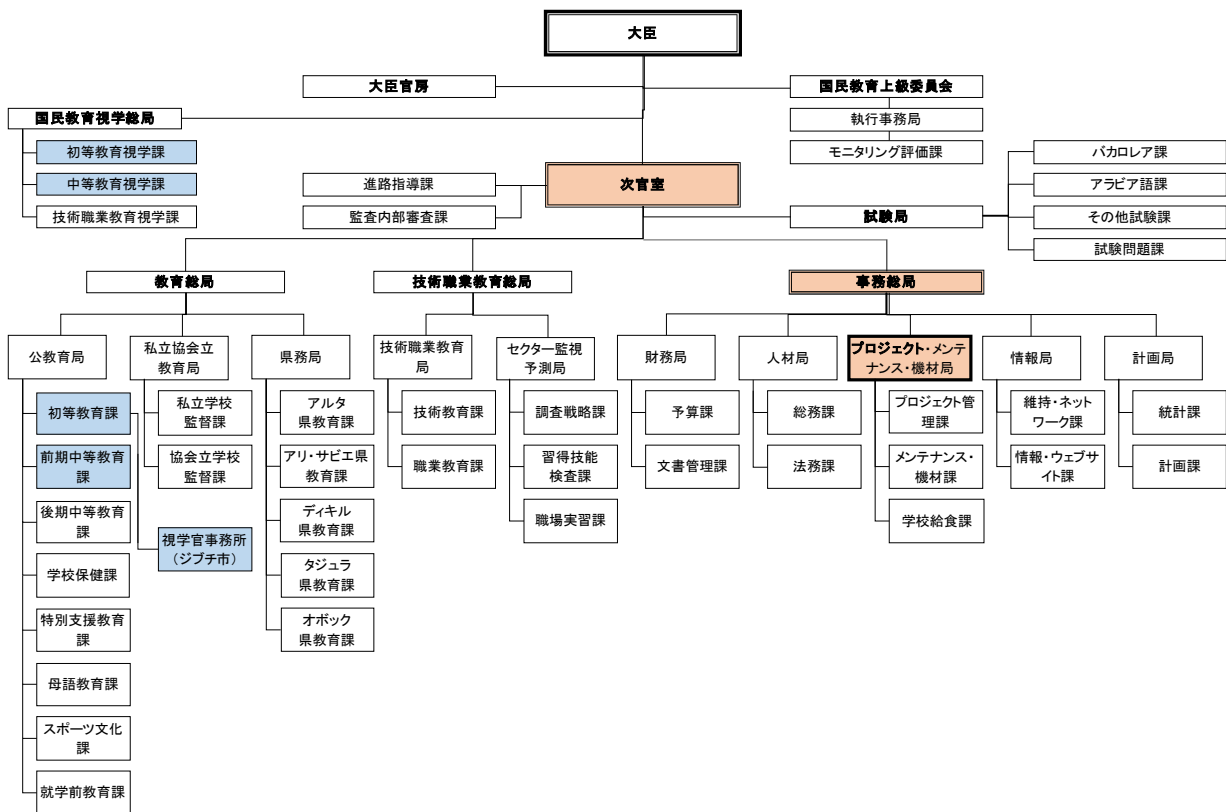 大臣
大臣官房
国民教育上級委員会
国民教育視学総局
執行事務局
初等教育視学課
モニタリング評価課
バカロレア課
中等教育視学課
進路指導課
次官室
アラビア語課
技術職業教育視学課
監査内部審査課
試験局
その他試験課
試験問題課
教育総局
技術職業教育総局
事務総局
公教育局
私立協会立
教育局
県務局
技術職業教育
局
セクター監視
予測局
財務局
人材局
プロジェクト・メンテ
ナンス・機材局
情報局
計画局
初等教育課
私立学校
監督課
アルタ
県教育課
技術教育課
調査戦略課
予算課
総務課
プロジェクト管
理課
維持・ネット
ワーク課
統計課
前期中等教育
課
協会立学校
監督課
アリ・サビエ県
教育課
職業教育課
習得技能
検査課
文書管理課
法務課
メンテナンス・
機材課
情報・ウェブサ
イト課
計画課
後期中等教育
課
視学官事務所
(ジブチ市)
ディキル
県教育課
職場実習課
学校給食課
学校保健課
タジュラ
県教育課
特別支援教育
課
オボック
県教育課
母語教育課
スポーツ文化
課
就学前教育課